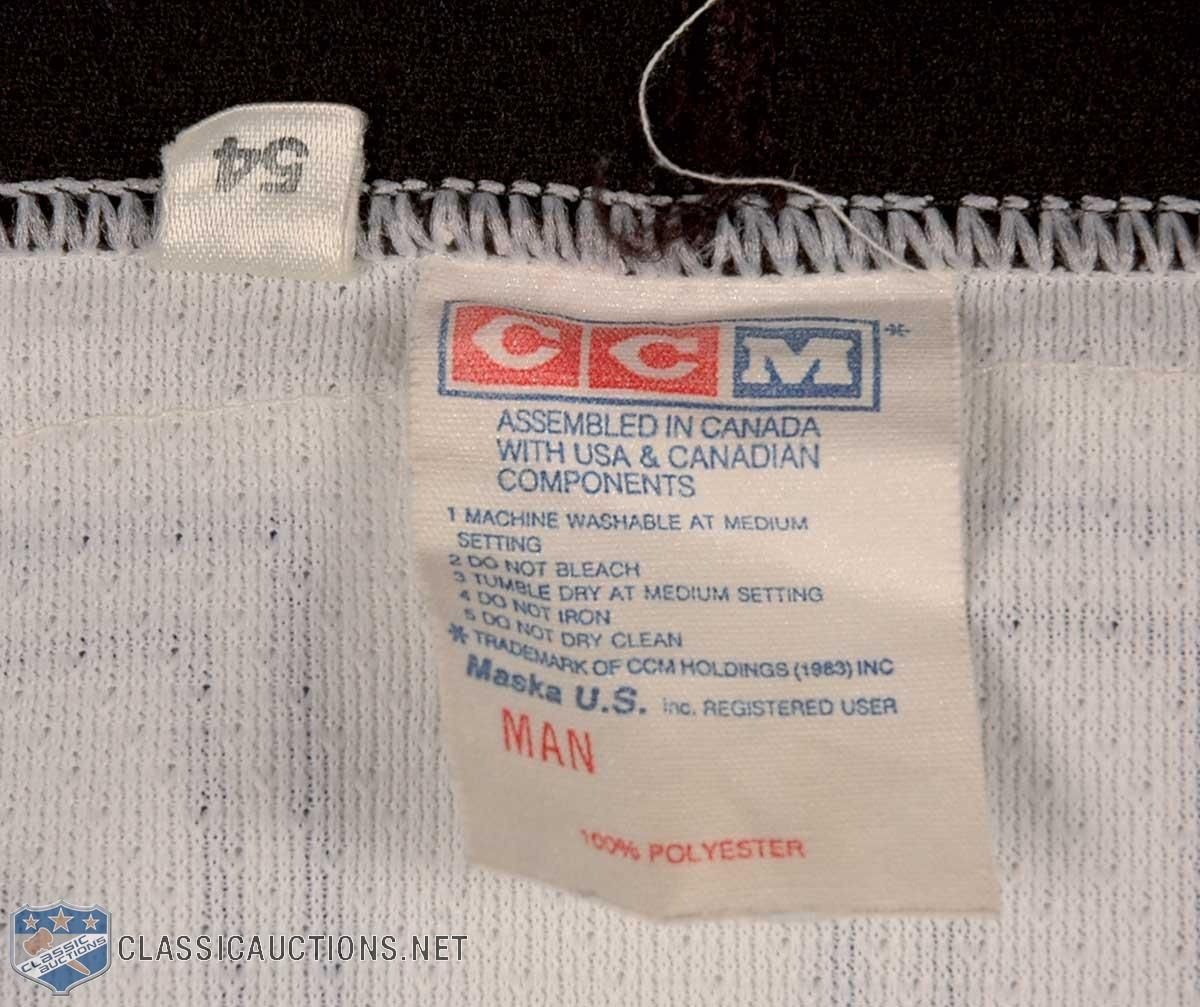 54
CCM*
ASSEMBLED IN CANADA
WITH USA & CANADIAN
COMPONENTS
1 MACHINE WASHABLE AT MEDIUM
SETTING
2 DO NOT BLEACH
3 TUMBLE DRY AT MEDIUM SETTING
4 DO NOT IRON
5 DO NOT DRY CLEAN
* TRADEMARK OF CCM HOLDINGS (1983) INC
Maska U.S. Inc. REGISTERED USER
MAN
100% POLYESTER
CLASSIC
AUCTIONS
CLASSICAUCTIONS.NET